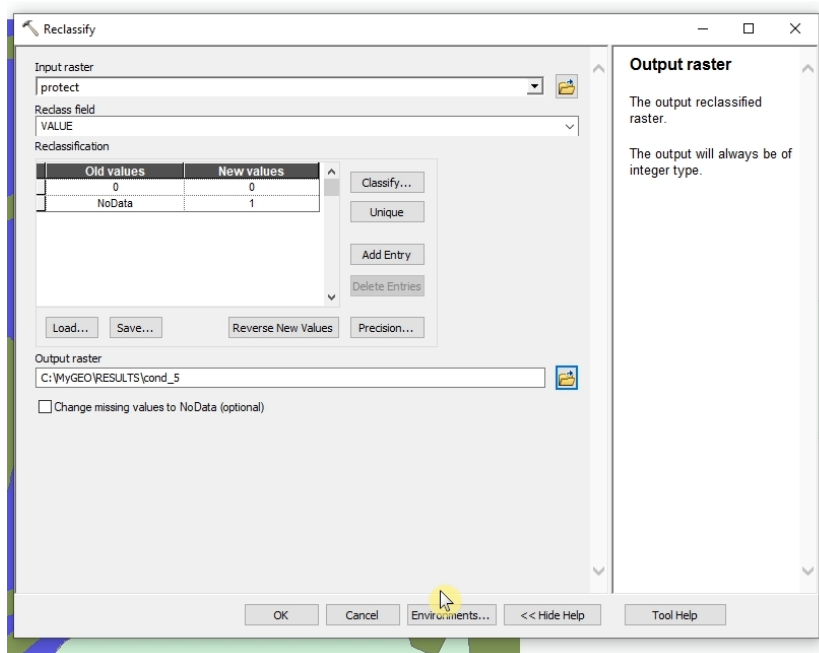 Reclassify
Input raster
protect
Reclass field
VALUE
Reclassification
Old values New values
0 0
NoData 1
Classify...
Unique
Add Entry
Delete Entries
Load... Save... Reverse New Values Precision...
Output raster
C:\MyGEO\RESULTS\cond_5
Change missing values to NoData (optional)
OK Cancel Environments... << Hide Help Tool Help
Output raster
The output reclassified
raster.
The output will always be of
integer type.